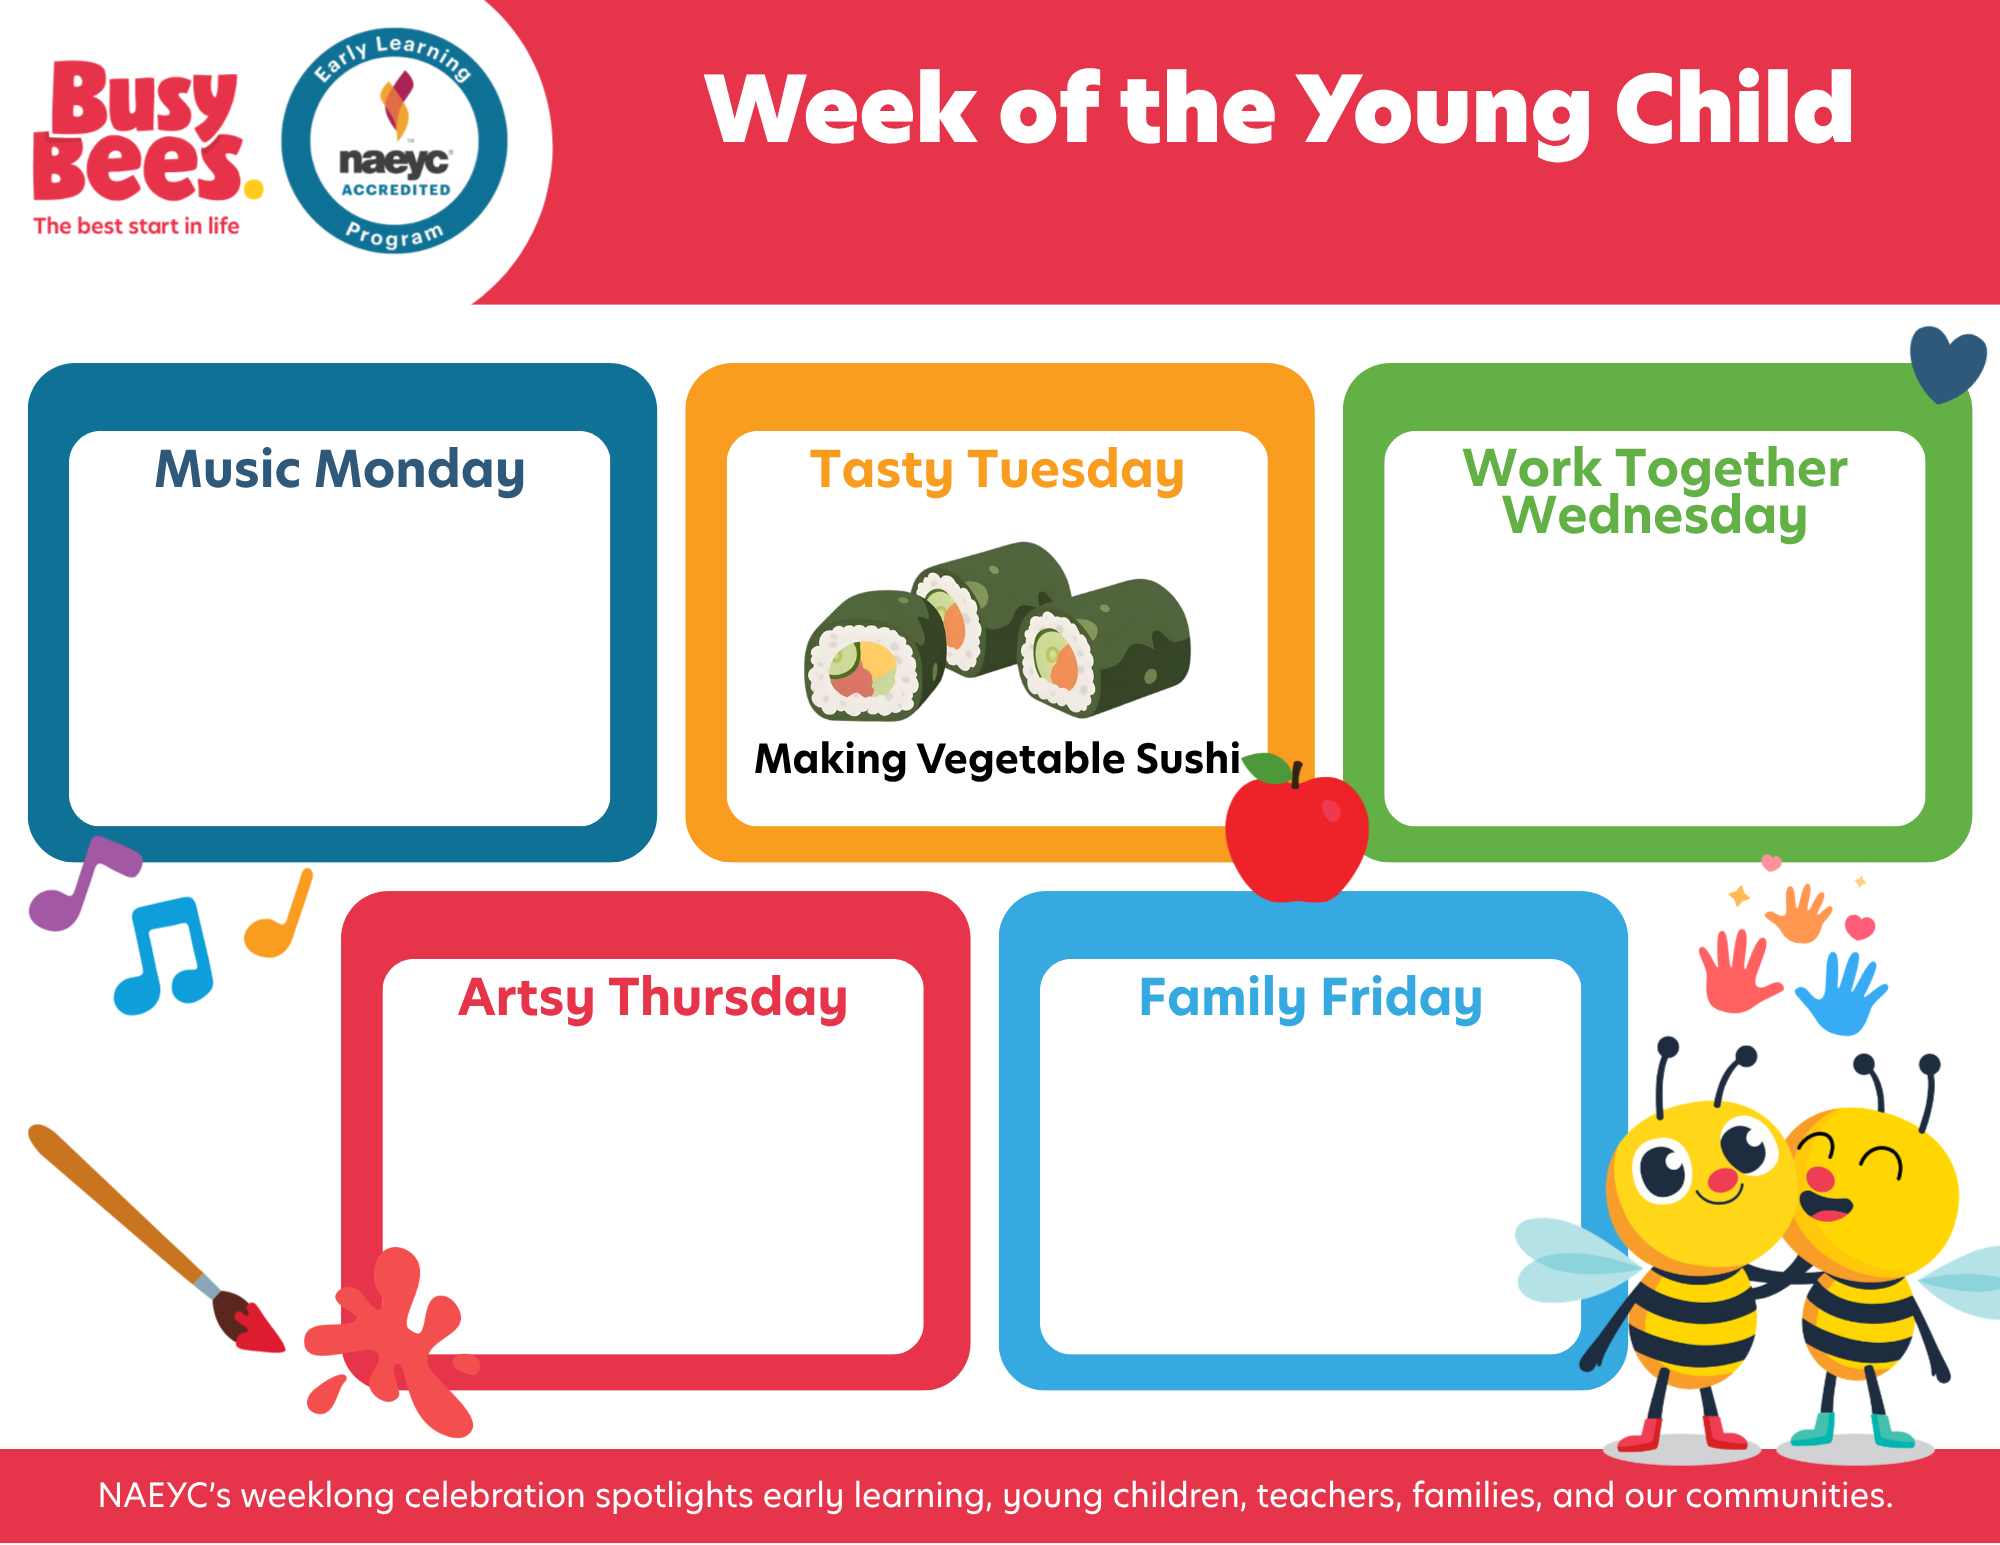 Busy
Bees.
The best start in life
Early Learning
naeyc®
ACCREDITED
Program
Week of the Young Child
Music Monday
Tasty Tuesday
Making Vegetable Sushi
Work Together
Wednesday
Artsy Thursday
Family Friday
NAEYC's weeklong celebration spotlights early learning, young children, teachers, families, and our communities.